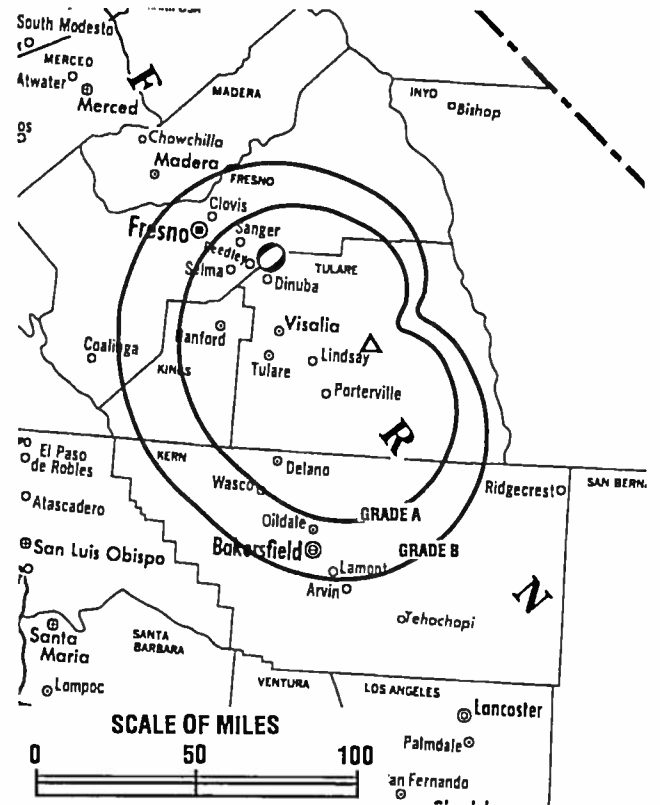 South Modesto
MERCED
Atwater
Merced
F
MADERA
INYO
Bishop
OS
Chowchilla
Madera
FRESNO
Clovis
Fresno
Sanger
Reedley
Selma
TULARE
Dinuba
Hanford
Visalia
Coalinga
KINGS
Tulare
Lindsay
Porterville
R
KERN
El Paso
de Robles
Delano
Wasco
Ridgecrest
SAN BERN
Atascadero
Oildale
GRADE A
San Luis Obispo
Bakersfield
GRADE B
Lamont
Arvin
N
Tehachapi
Santa
Maria
SANTA
BARBARA
Lompoc
VENTURA
LOS ANGELES
Lancaster
SCALE OF MILES
Palmdale
0 50 100
an Fernando